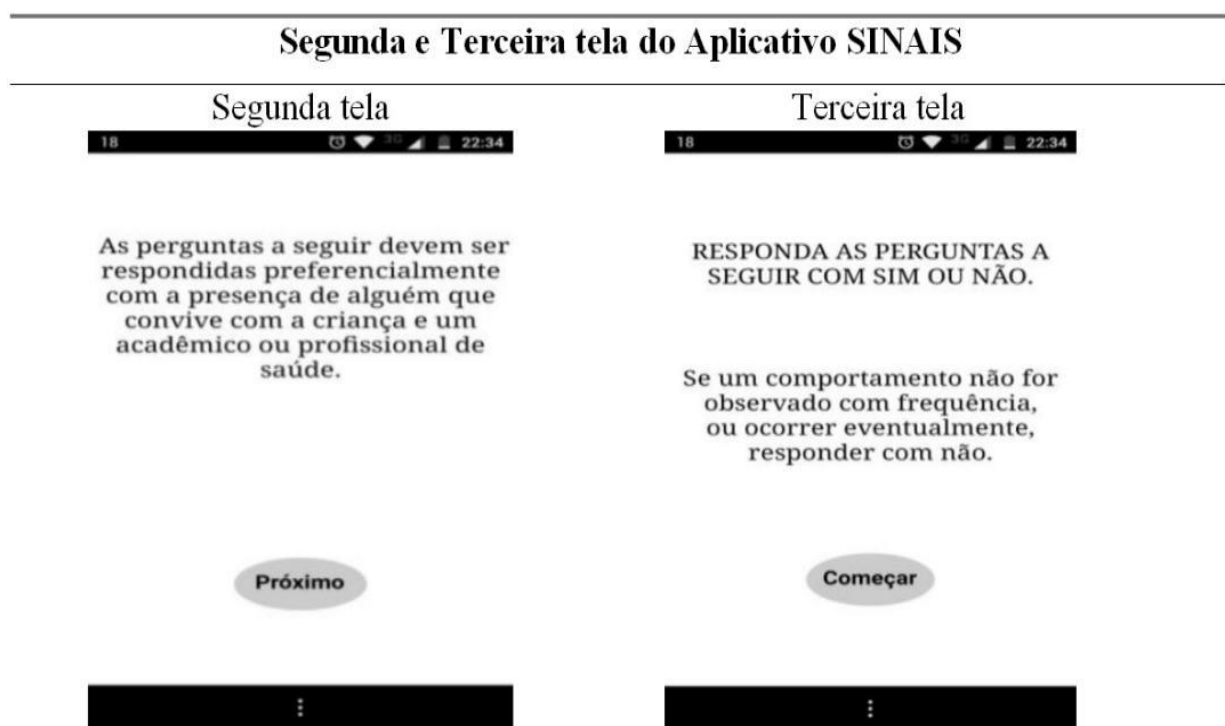 Segunda e Terceira tela do Aplicativo SINAIS
Segunda tela
18 3G 22:34
As perguntas a seguir devem ser
respondidas preferencialmente
com a presença de alguém que
convive com a criança e um
acadêmico ou profissional de
saúde.
Próximo
Terceira tela
18 3G 22:34
RESPONDA AS PERGUNTAS A
SEGUIR COM SIM OU NÃO.
Se um comportamento não for
observado com frequência,
ou ocorrer eventualmente,
responder com não.
Começar